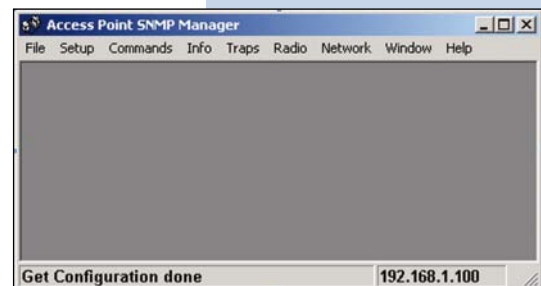 Access Point SNMP Manager
File Setup Commands Info Traps Radio Network Window Help
Get Configuration done 192.168.1.100